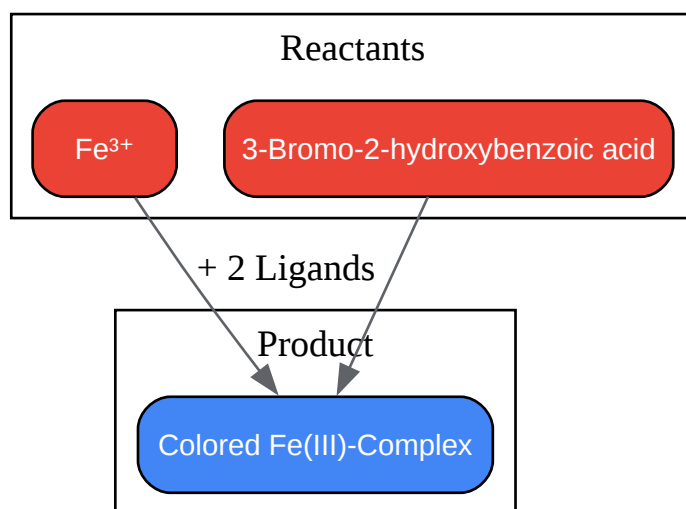 Reactants
Fe³⁺
3-Bromo-2-hydroxybenzoic acid
+ 2 Ligands
Product
Colored Fe(III)-Complex